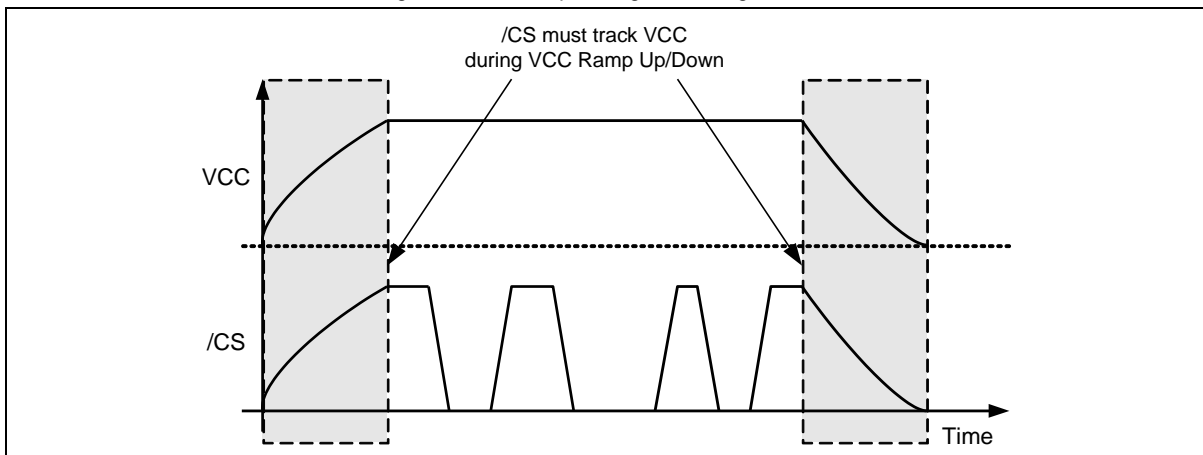 /CS must track VCC
during VCC Ramp Up/Down
VCC
/CS
Time